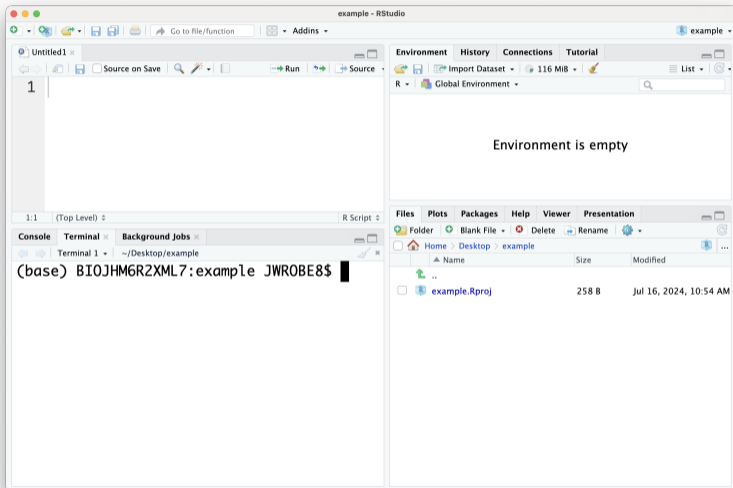 example - RStudio
Go to file/function
Addins
example
Untitled1
Source on Save
Run
Source
1
1:1
(Top Level)
R Script
Console
Terminal
Background Jobs
Terminal 1
~/Desktop/example
(base) BIOJHM6R2XML7:example JWROBE8$
Environment
History
Connections
Tutorial
Import Dataset
116 MiB
List
R
Global Environment
Environment is empty
Files
Plots
Packages
Help
Viewer
Presentation
Folder
Blank File
Delete
Rename
Home
Desktop
example
...
Name
Size
Modified
..
example.Rproj
258 B
Jul 16, 2024, 10:54 AM